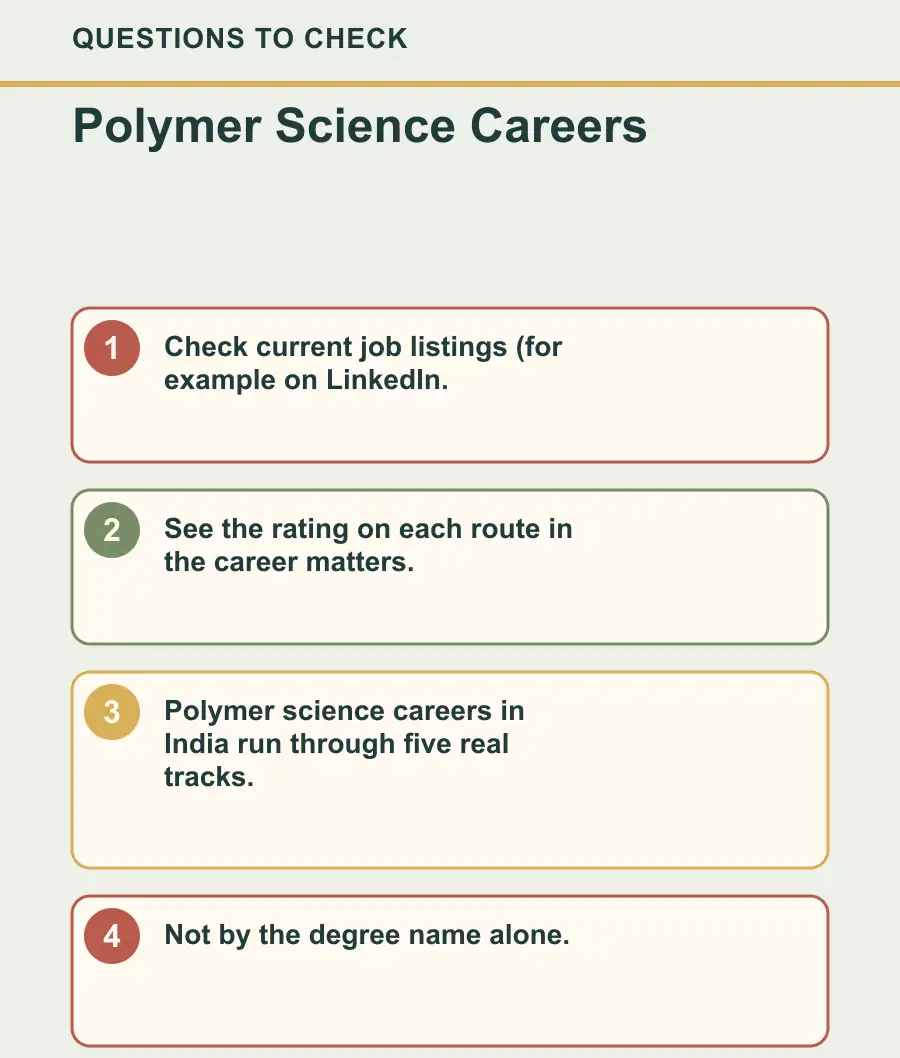 QUESTIONS TO CHECK
Polymer Science Careers
1
Check current job listings (for
example on LinkedIn.
2
See the rating on each route in
the career matters.
3
Polymer science careers in
India run through five real
tracks.
4
Not by the degree name alone.